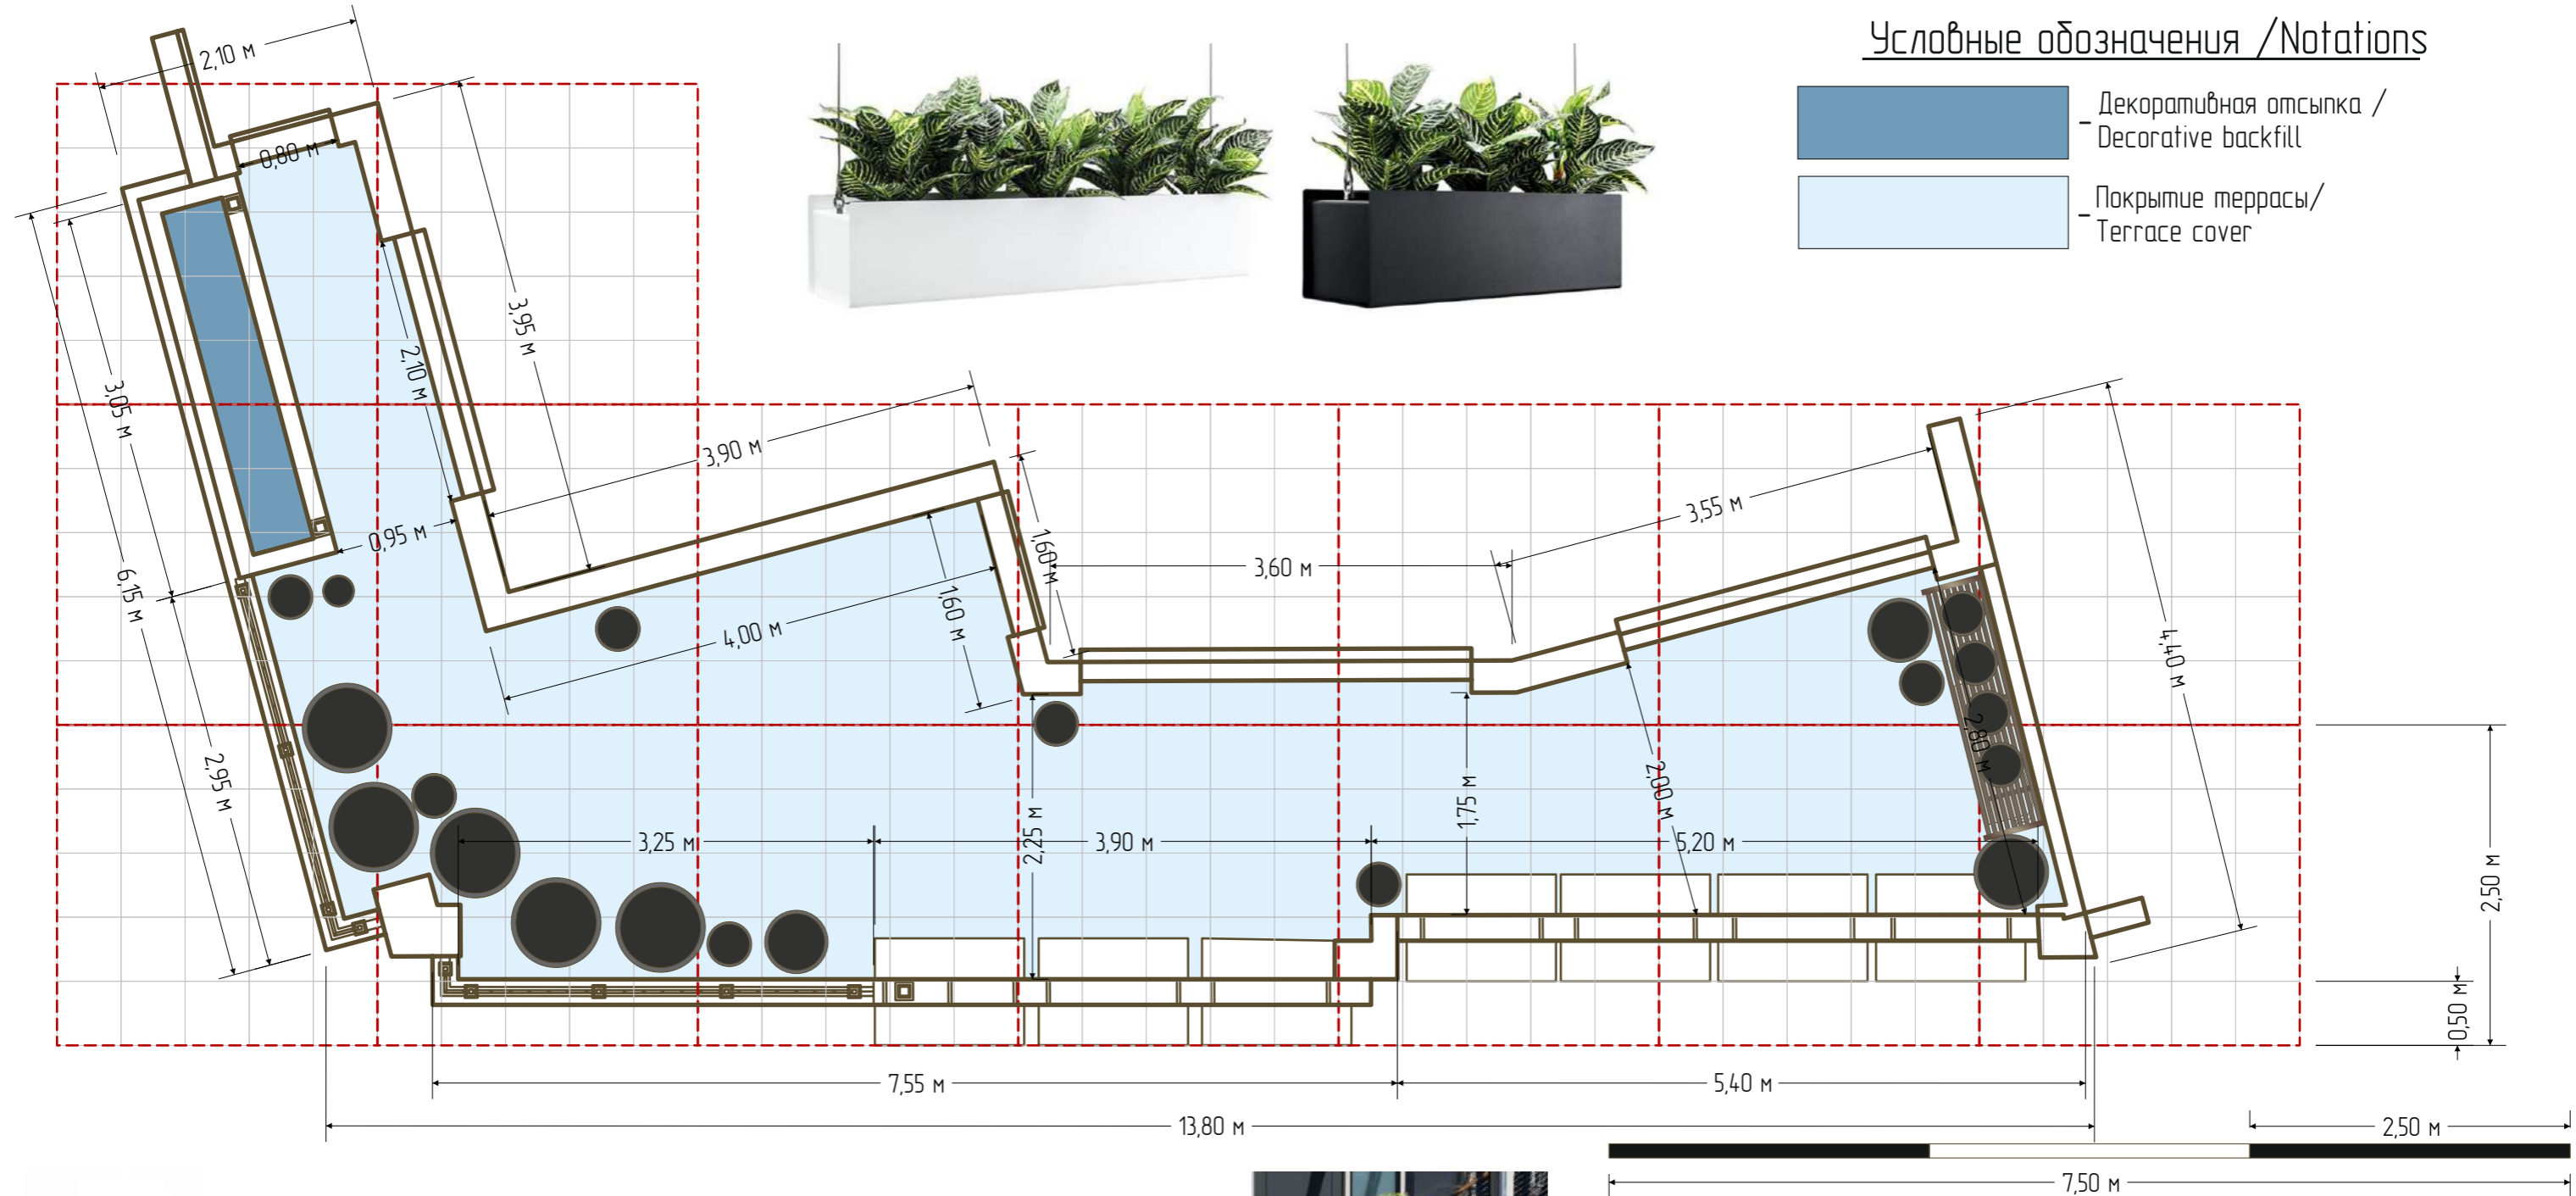 Условные обозначения /Notations
- Декоративная отсыпка /
Decorative backfill
- Покрытие террасы/
Terrace cover
2,10 м
0,80 м
3,95 м
2,10 м
3,05 м
6,15 м
0,95 м
3,90 м
1,60 м
3,60 м
3,55 м
4,00 м
1,60 м
4,40 м
2,95 м
2,80 м
2,00 м
1,75 м
2,25 м
3,25 м
3,90 м
5,20 м
2,50 м
0,50 м
7,55 м
5,40 м
13,80 м
2,50 м
7,50 м